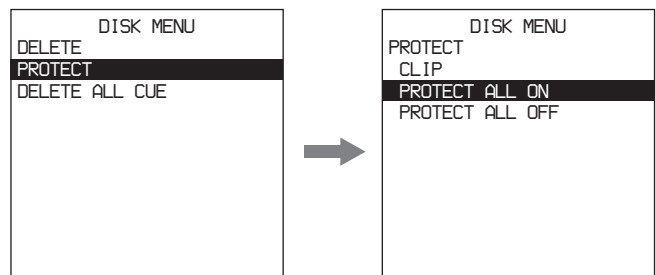 DISK MENU
DELETE
PROTECT
DELETE ALL CUE
DISK MENU
PROTECT
CLIP
PROTECT ALL ON
PROTECT ALL OFF